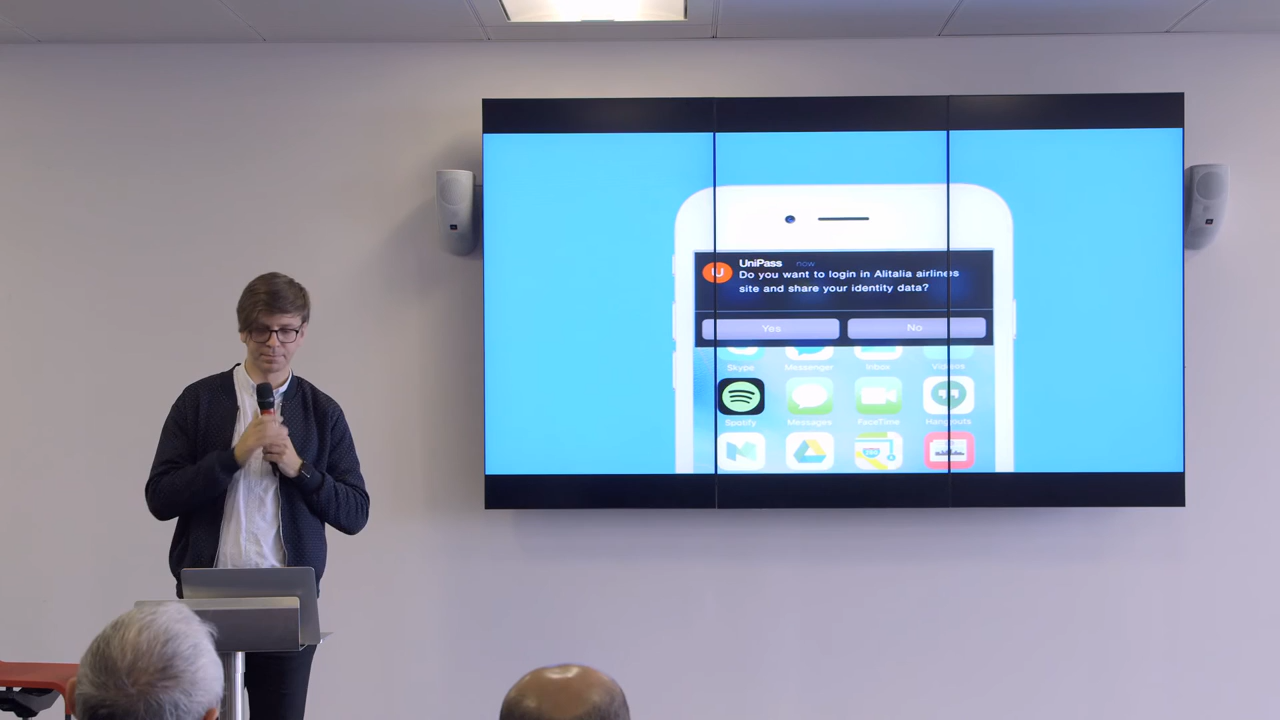 UniPass now
Do you want to login in Alitalia airlines
site and share your identity data?
Yes
No
Skype
Messenger
Inbox
Videos
Spotify
Messages
FaceTime
Hangouts